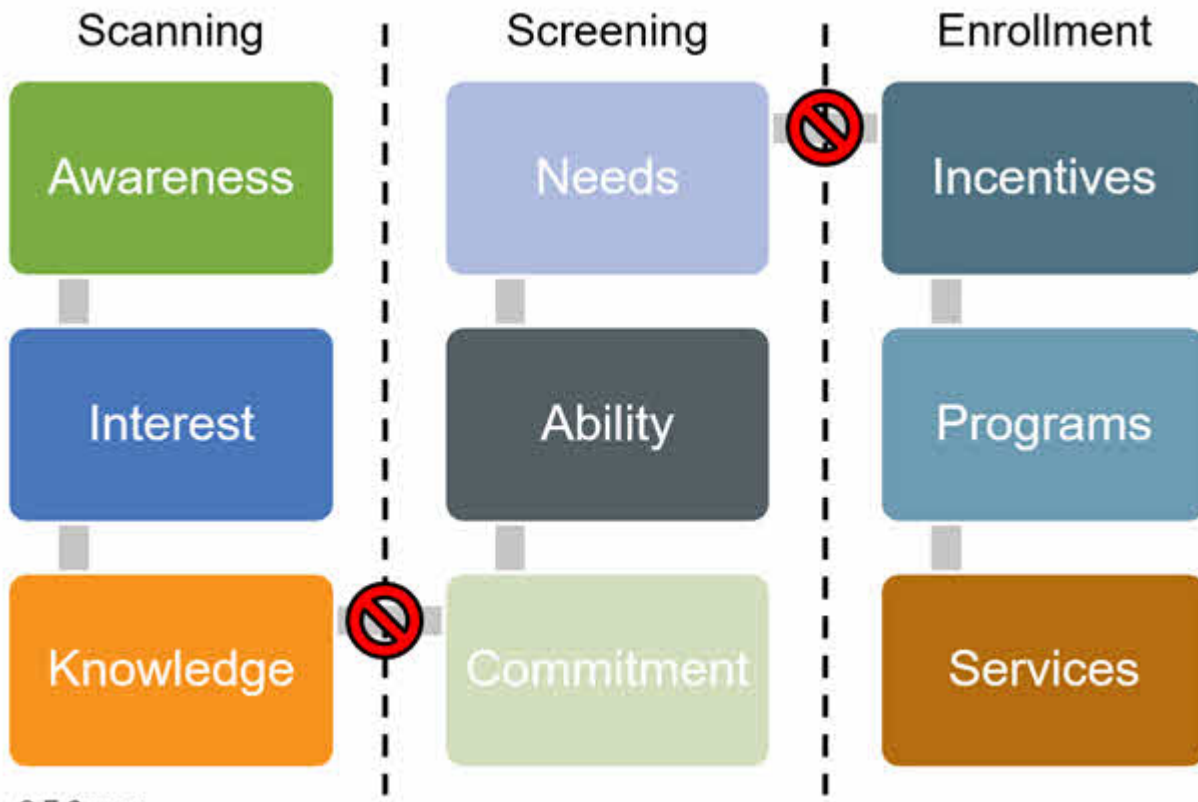 Scanning
Screening
Enrollment
Awareness
Needs
Incentives
Interest
Ability
Programs
Knowledge
Commitment
Services